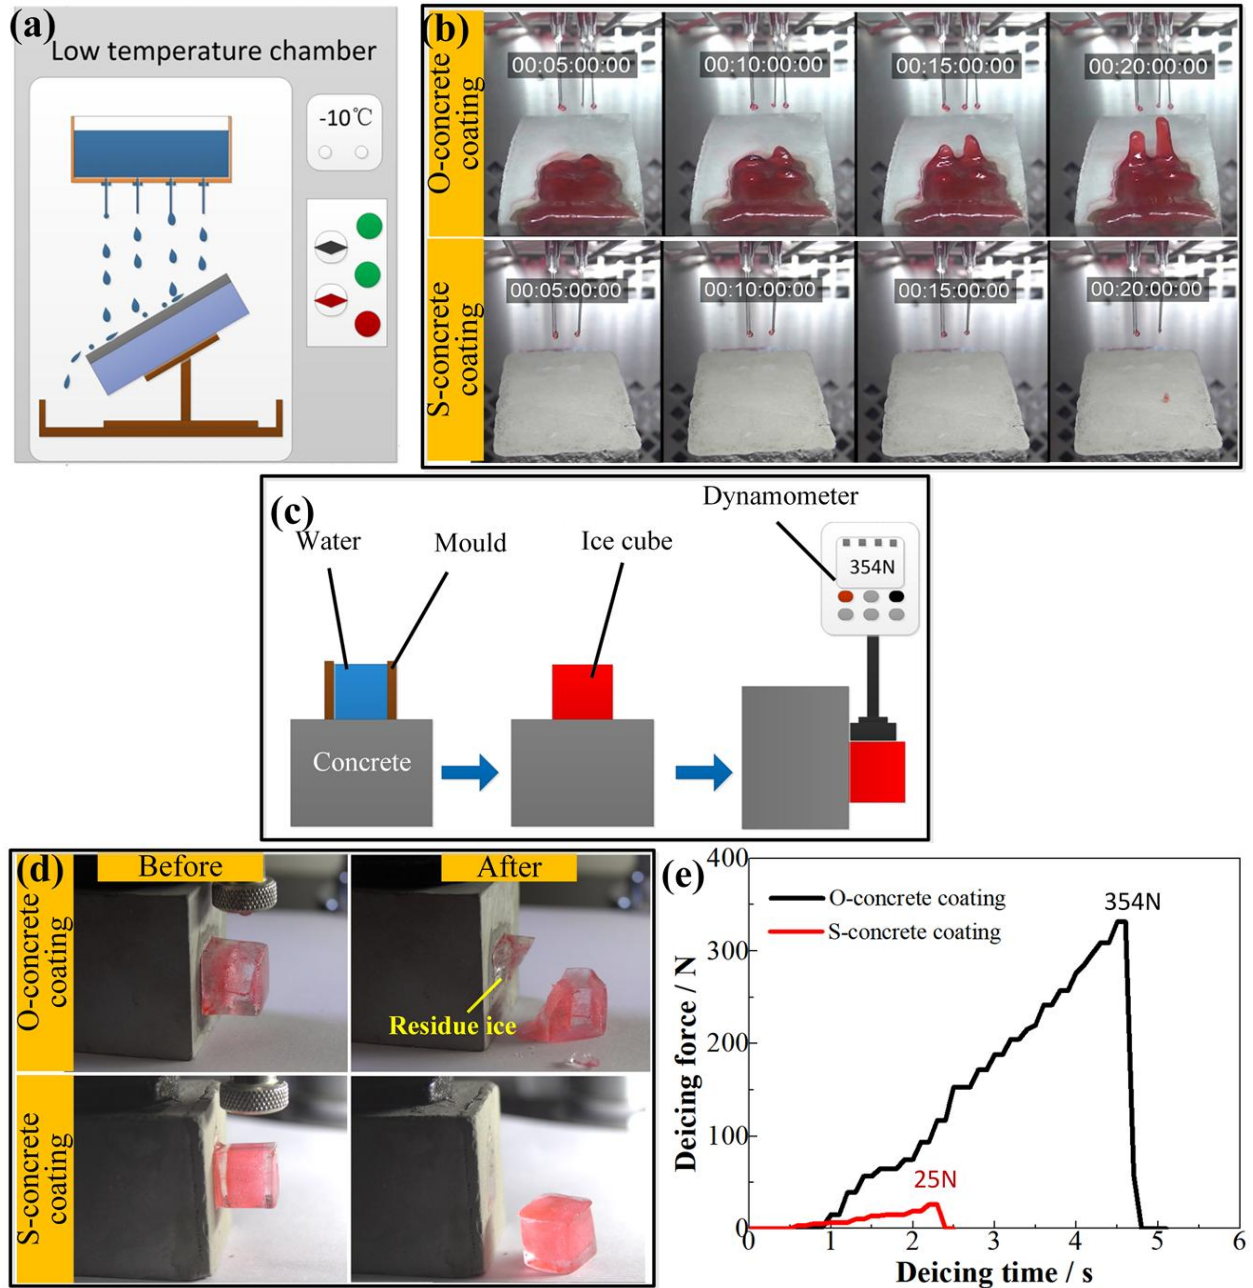 (a)
Low temperature chamber
-10℃
(b)
O-concrete
coating
00:05:00:00
00:10:00:00
00:15:00:00
00:20:00:00
S-concrete
coating
00:05:00:00
00:10:00:00
00:15:00:00
00:20:00:00
(c)
Water
Mould
Ice cube
Dynamometer
354N
Concrete
(d)
Before
After
O-concrete
coating
Residue ice
S-concrete
coating
(e)
400
300
200
100
0
Deicing force / N
O-concrete coating
S-concrete coating
354N
25N
0 1 2 3 4 5 6
Deicing time / s